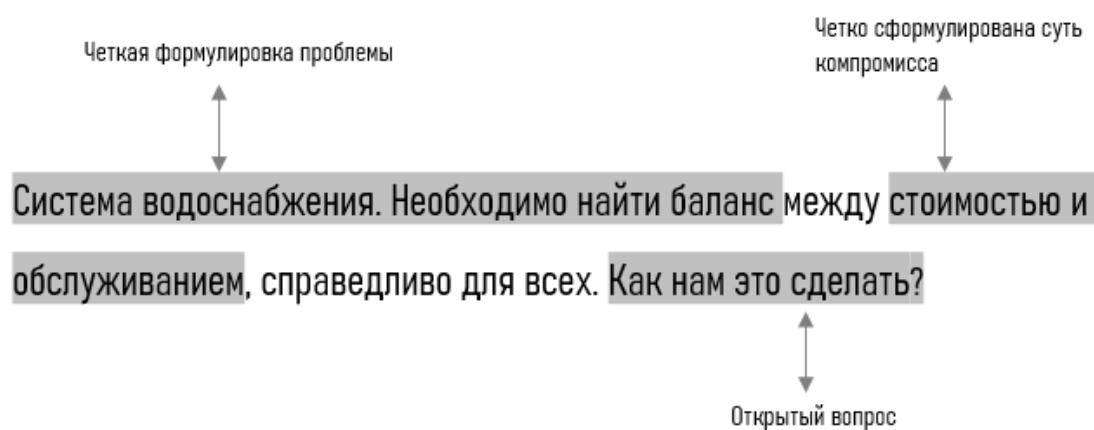 Четкая формулировка проблемы
Четко сформулирована суть
компромисса
Система водоснабжения. Необходимо найти баланс между стоимостью и
обслуживанием, справедливо для всех. Как нам это сделать?
Открытый вопрос